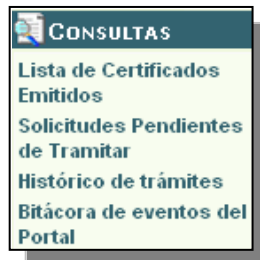 CONSULTAS
Lista de Certificados
Emitidos
Solicitudes Pendientes
de Tramitar
Histórico de trámites
Bitácora de eventos del
Portal